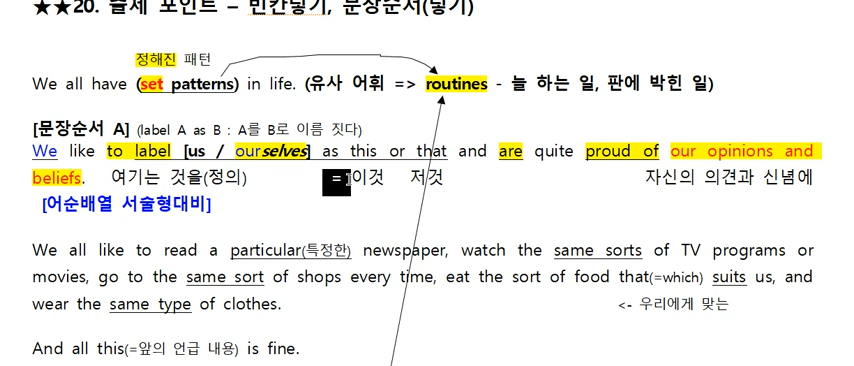 ★★20. 출제 포인트 – 빈칸넣기, 문장순서(넣기)
정해진 패턴
We all have (set patterns) in life. (유사 어휘 => routines - 늘 하는 일, 판에 박힌 일)
[문장순서 A] (label A as B : A를 B로 이름 짓다)
We like to label [us / ourselves] as this or that and are quite proud of our opinions and
beliefs. 여기는 것을(정의) = 이것 저것 자신의 의견과 신념에
[어순배열 서술형대비]
We all like to read a particular(특정한) newspaper, watch the same sorts of TV programs or
movies, go to the same sort of shops every time, eat the sort of food that(=which) suits us, and
wear the same type of clothes. <- 우리에게 맞는
And all this(=앞의 언급 내용) is fine.